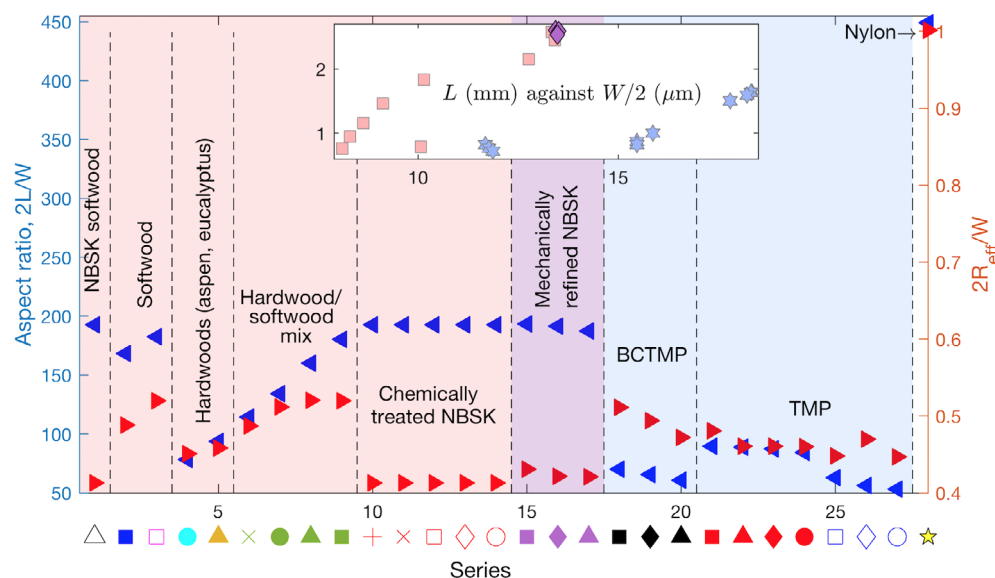 450
400
350
300
250
200
150
100
50
Aspect ratio, 2L/W
NBSK softwood
Softwood
Hardwoods (aspen, eucalyptus)
Hardwood/
softwood
mix
Chemically
treated NBSK
Mechanically
refined NBSK
BCTMP
TMP
Nylon→
2
1
L (mm) against W/2 (μm)
10
15
1
0.9
0.8
0.7
0.6
0.5
0.4
2R_eff/W
5
10
15
20
25
Series